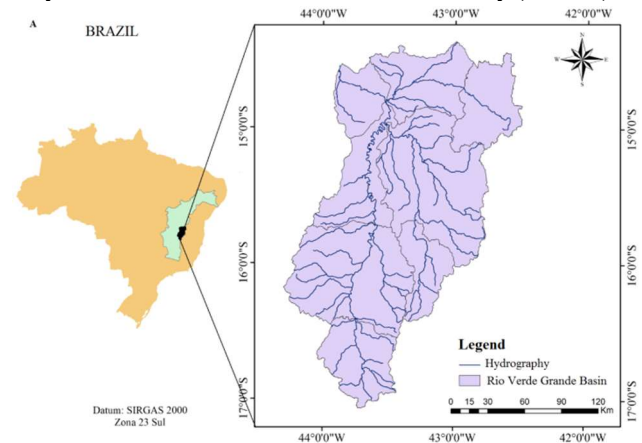 A
BRAZIL
44°0'0"W 43°0'0"W 42°0'0"W
N
W E
S
15°0'0"S 15°0'0"S
16°0'0"S 16°0'0"S
Legend
Hydrography
Rio Verde Grande Basin
17°0'0"S 17°0'0"S
0 15 30 60 90 120
Km
Datum: SIRGAS 2000
Zona 23 Sul
44°0'0"W 43°0'0"W 42°0'0"W